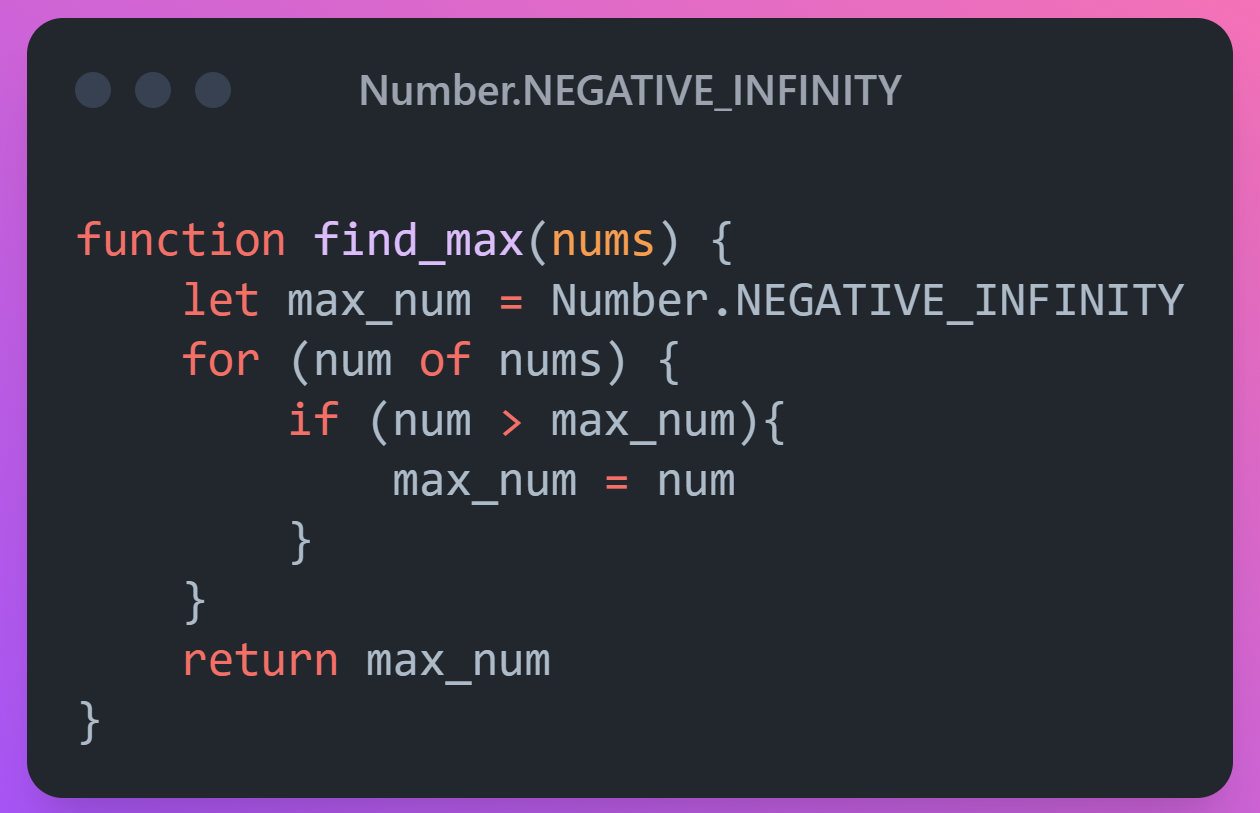 Number.NEGATIVE_INFINITY
function find_max(nums) {
    let max_num = Number.NEGATIVE_INFINITY
    for (num of nums) {
        if (num > max_num){
            max_num = num
        }
    }
    return max_num
}